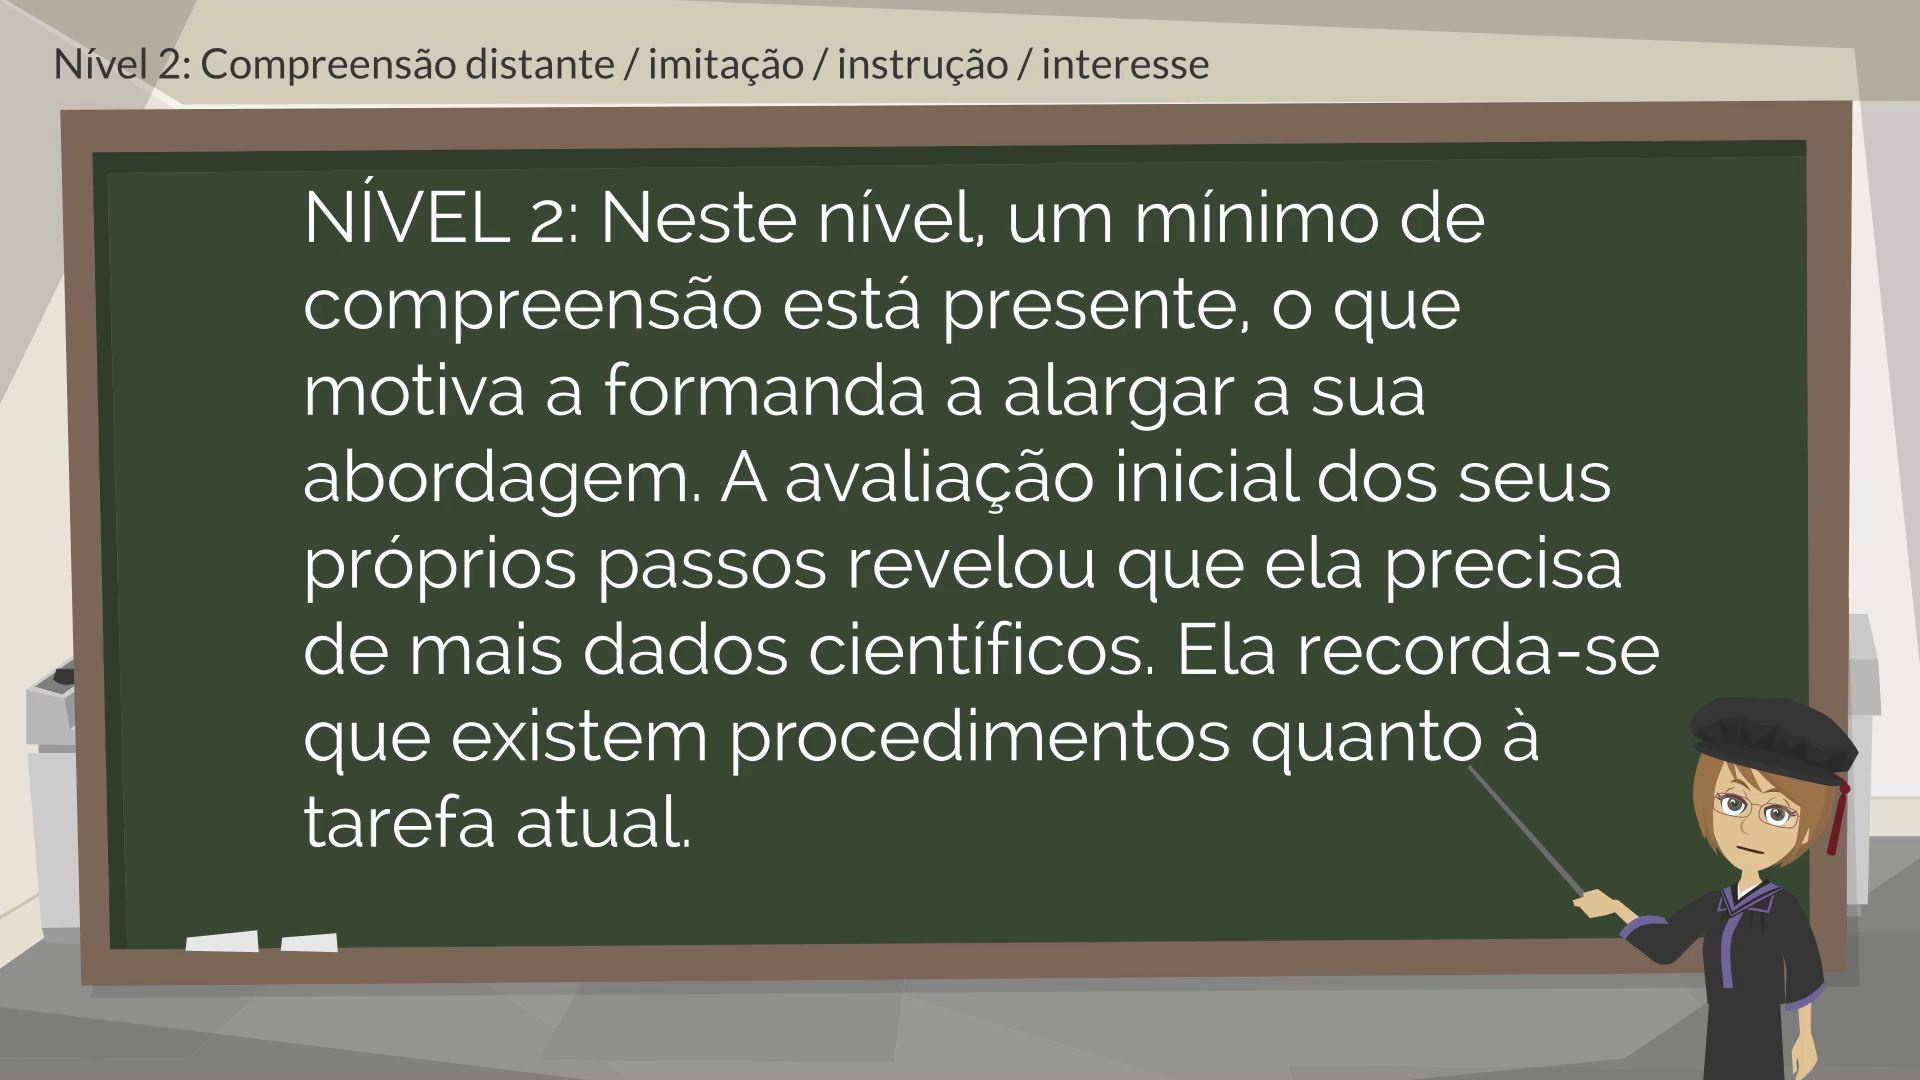 Nível 2: Compreensão distante / imitação / instrução / interesse
NÍVEL 2: Neste nível, um mínimo de
compreensão está presente, o que
motiva a formanda a alargar a sua
abordagem. A avaliação inicial dos seus
próprios passos revelou que ela precisa
de mais dados científicos. Ela recorda-se
que existem procedimentos quanto à
tarefa atual.